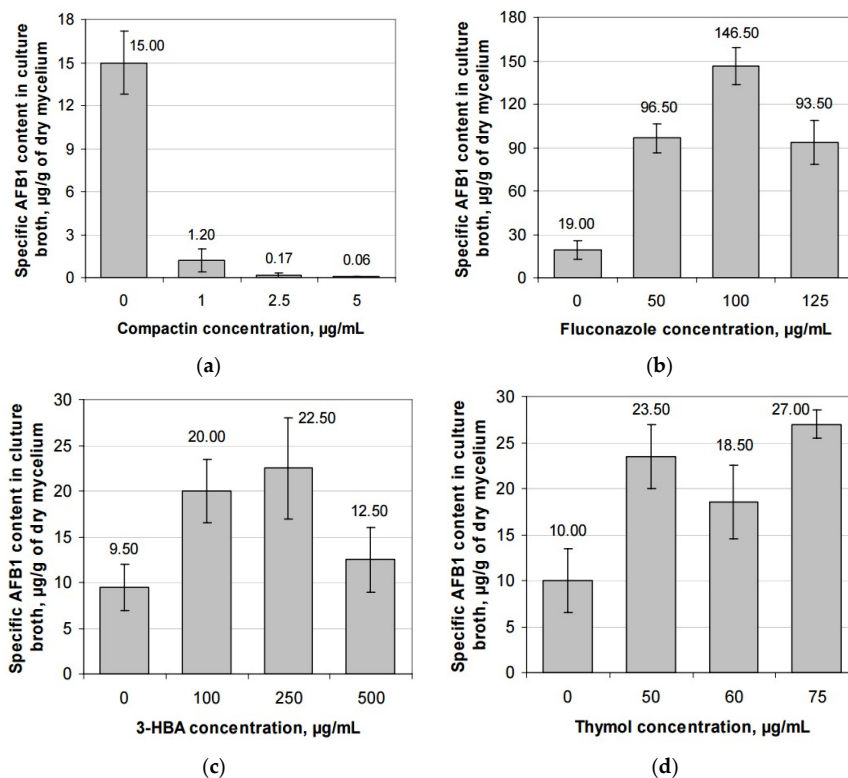 Specific AFB1 content in culture
broth, µg/g of dry mycelium
18
15
12
9
6
3
0
15.00
1.20
0.17
0.06
0 1 2.5 5
Compactin concentration, µg/mL
(a)
Specific AFB1 content in culture
broth, µg/g of dry mycelium
180
150
120
90
60
30
0
19.00
96.50
146.50
93.50
0 50 100 125
Fluconazole concentration, µg/mL
(b)
Specific AFB1 content in cluture
broth, µg/g of dry mycelium
30
25
20
15
10
5
0
9.50
20.00
22.50
12.50
0 100 250 500
3-HBA concentration, µg/mL
(c)
Specific AFB1 content in culture
broth, µg/g of dry mycelium
30
25
20
15
10
5
0
10.00
23.50
18.50
27.00
0 50 60 75
Thymol concentration, µg/mL
(d)